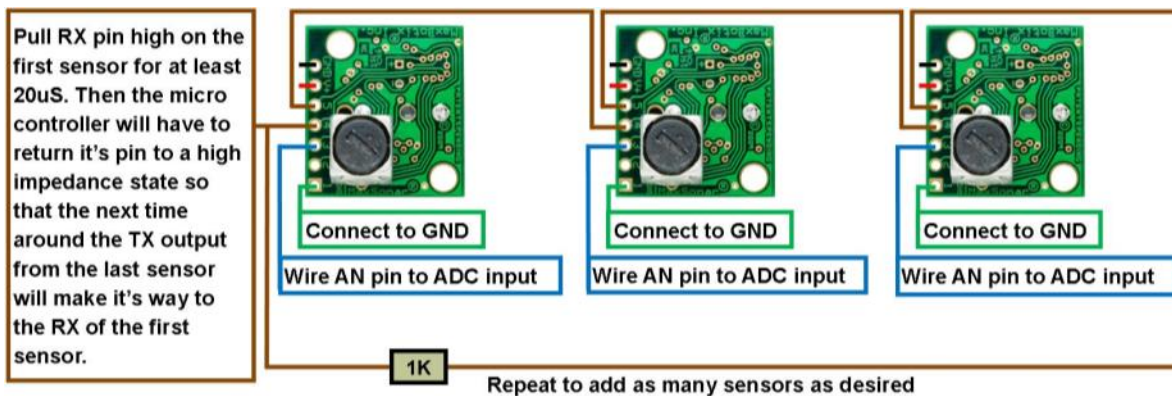 Pull RX pin high on the
first sensor for at least
20uS. Then the micro
controller will have to
return it's pin to a high
impedance state so
that the next time
around the TX output
from the last sensor
will make it's way to
the RX of the first
sensor.
Connect to GND
Connect to GND
Connect to GND
Wire AN pin to ADC input
Wire AN pin to ADC input
Wire AN pin to ADC input
1K
Repeat to add as many sensors as desired